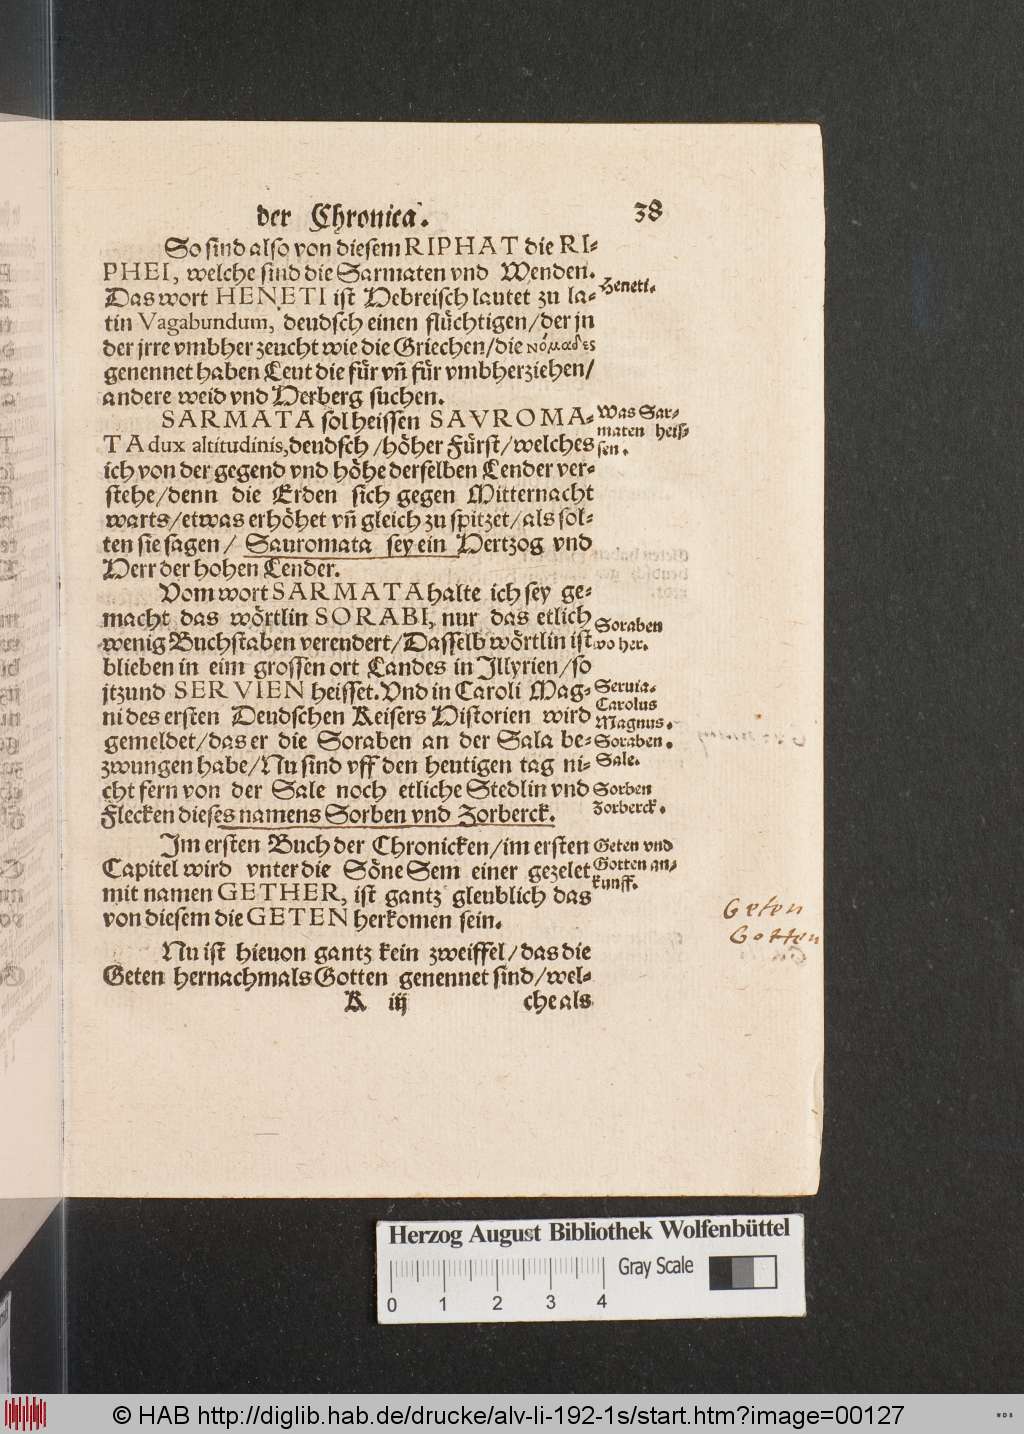 der Chronica. 38
So sind also von diesem RIPHAT die RI-
PHEI, welche sind die Sarmaten vnd Wenden.
Das wort HENETI ist Hebreisch lautet zu la-
tin Vagabundum, deudsch einen flüchtigen/der jn
der jrre vmbher zeucht wie die Griechen/die νόμαδες
genennet haben Leut die für vñ für vmbherziehen/
andere weid vnd Herberg suchen.
SARMATA sol heissen SAVROMA-
TA dux altitudinis, deudsch/höher Fürst/welches
ich von der gegend vnd höhe derselben Lender ver-
stehe/denn die Erden sich gegen Mitternacht
warts/etwas erhöhet vñ gleich zu spitzet/als sol-
ten sie sagen/ Sauromata sey ein Hertzog vnd
Herr der hohen Lender.
Vom wort SARMATA halte ich sey ge-
macht das wörtlin SORABI, nur das etlich
wenig Buchstaben verendert/Dasselb wörtlin ist
blieben in eim grossen ort Landes in Jllyrien/so
jtzund SERVIEN heisset. Vnd in Caroli Mag-
ni des ersten Deudschen Keisers Historien wird
gemeldet/das er die Soraben an der Sala be-
zwungen habe/Nu sind vff den heutigen tag ni-
cht fern von der Sale noch etliche Stedlin vnd
Flecken dieses namens Sorben vnd Zorberck.
Im ersten Buch der Chronicken/im ersten
Capitel wird vnter die Söne Sem einer gezelet
mit namen GETHER, ist gantz gleublich das
von diesem die GETEN herkomen sein.
Nu ist hieuon gantz kein zweiffel/das die
Geten hernachmals Gotten genennet sind/wel-
K iij che als
Heneti.
Was Sar-
maten heis-
sen.
Soraben
wo her.
Seruia.
Carolus
Magnus.
Soraben.
Sale.
Sorben
Zorberck.
Geten vnd
Gotten an-
kunff.
Geten
Gotten
Herzog August Bibliothek Wolfenbüttel
Gray Scale
0 1 2 3 4
© HAB http://diglib.hab.de/drucke/alv-li-192-1s/start.htm?image=00127